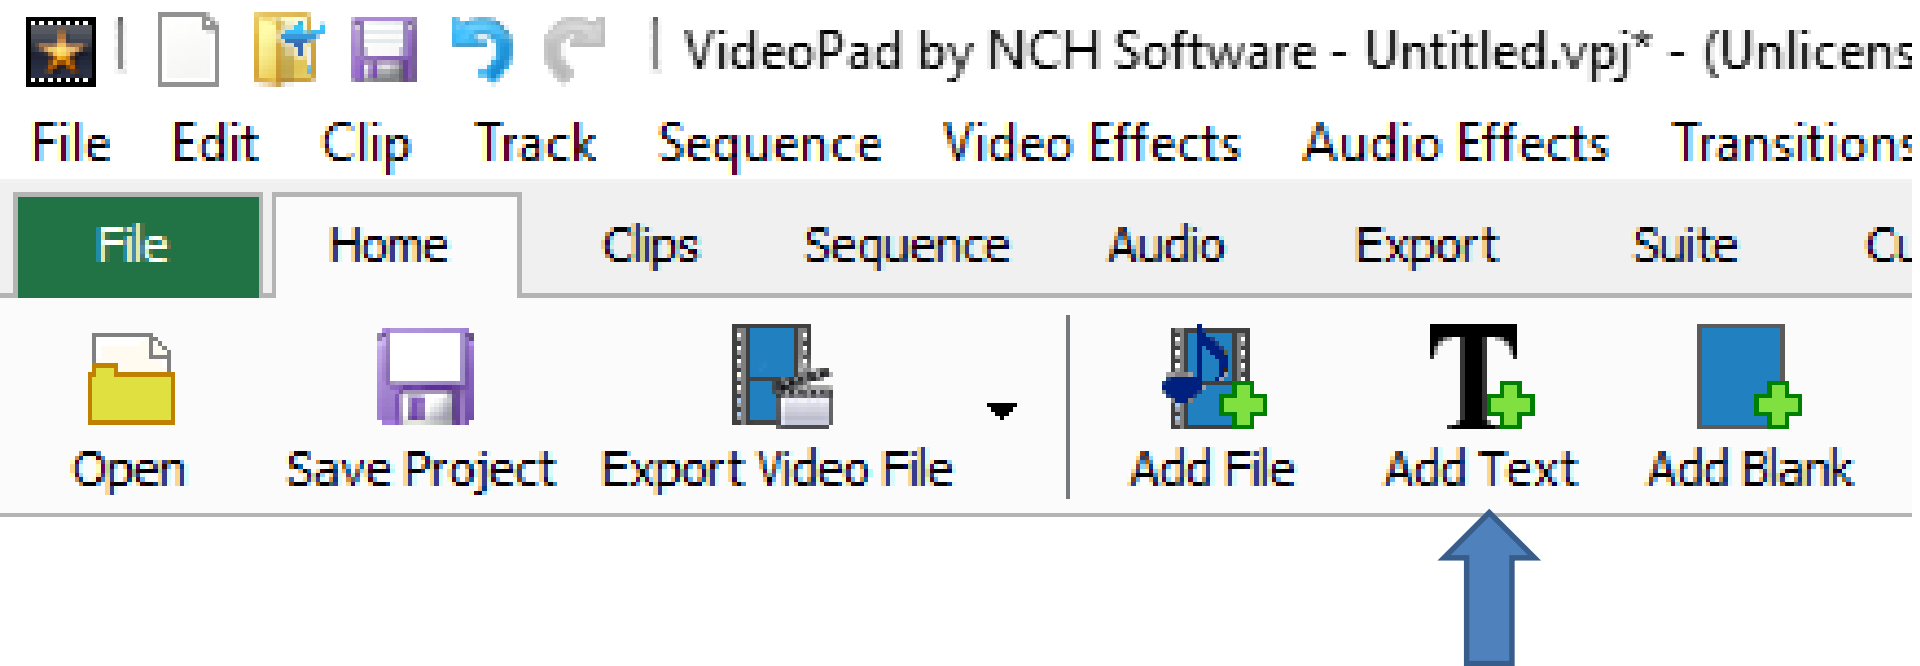 VideoPad by NCH Software - Untitled.vpj* - (Unlicens
File Edit Clip Track Sequence Video Effects Audio Effects Transitions
File Home Clips Sequence Audio Export Suite Cu
Open Save Project Export Video File Add File Add Text Add Blank